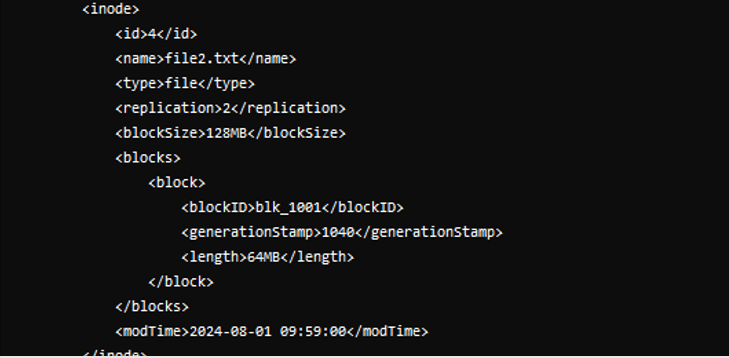 <inode>
<id>4</id>
<name>file2.txt</name>
<type>file</type>
<replication>2</replication>
<blockSize>128MB</blockSize>
<blocks>
<block>
<blockID>blk_1001</blockID>
<generationStamp>1040</generationStamp>
<length>64MB</length>
</block>
</blocks>
<modTime>2024-08-01 09:59:00</modTime>
</inode>